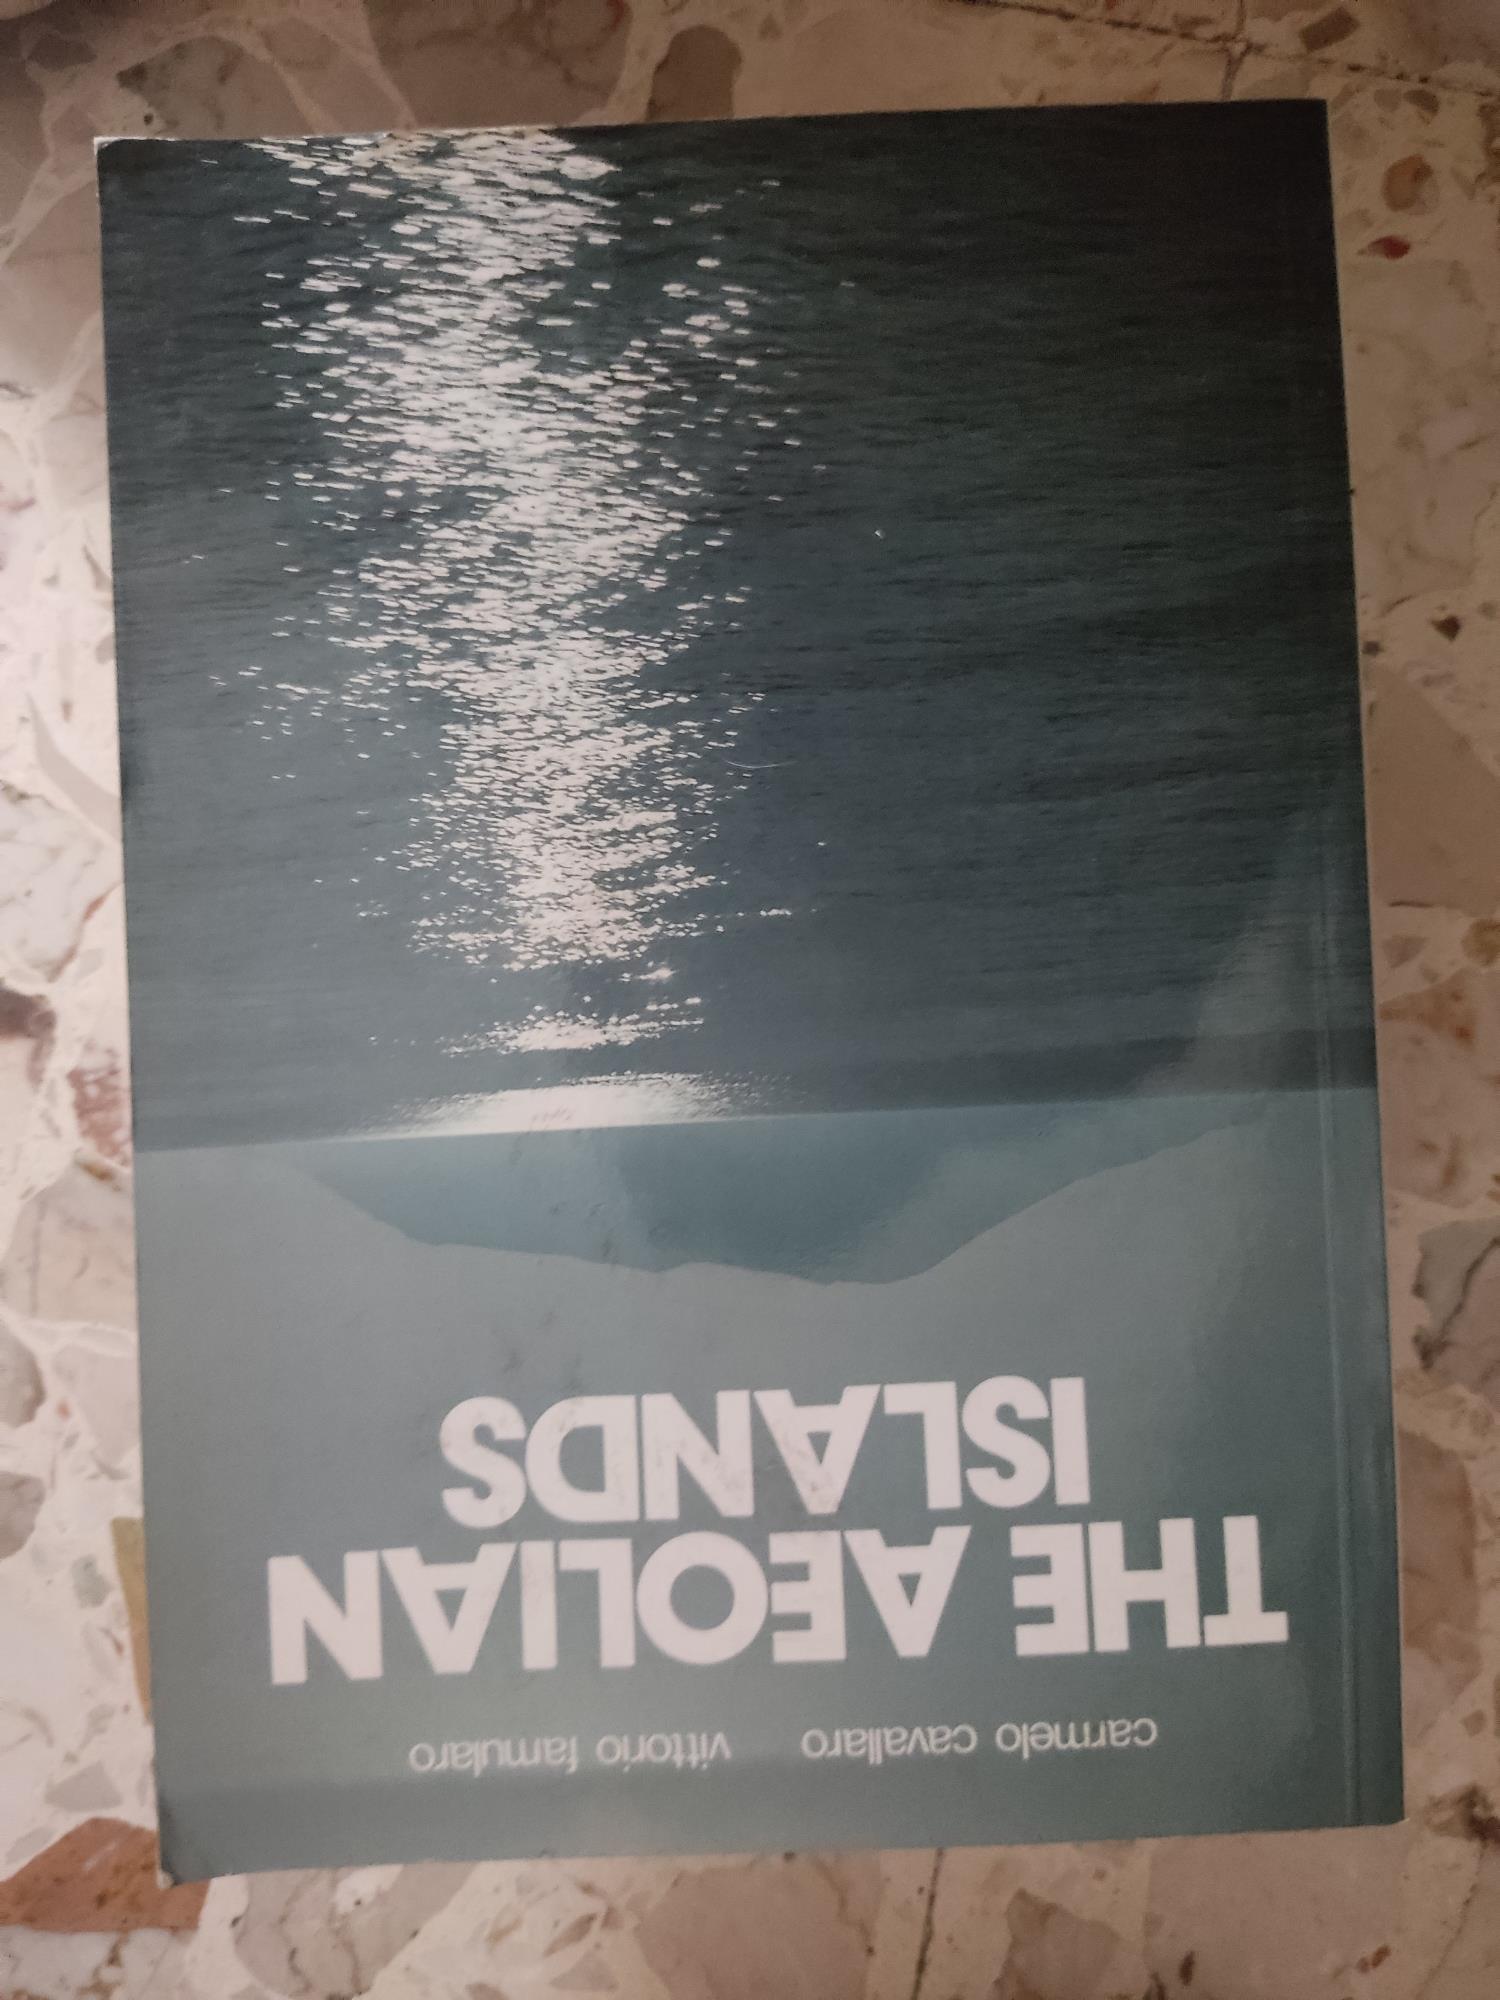 carmelo cavallaro vittorio famularo
THE AEOLIAN
ISLANDS